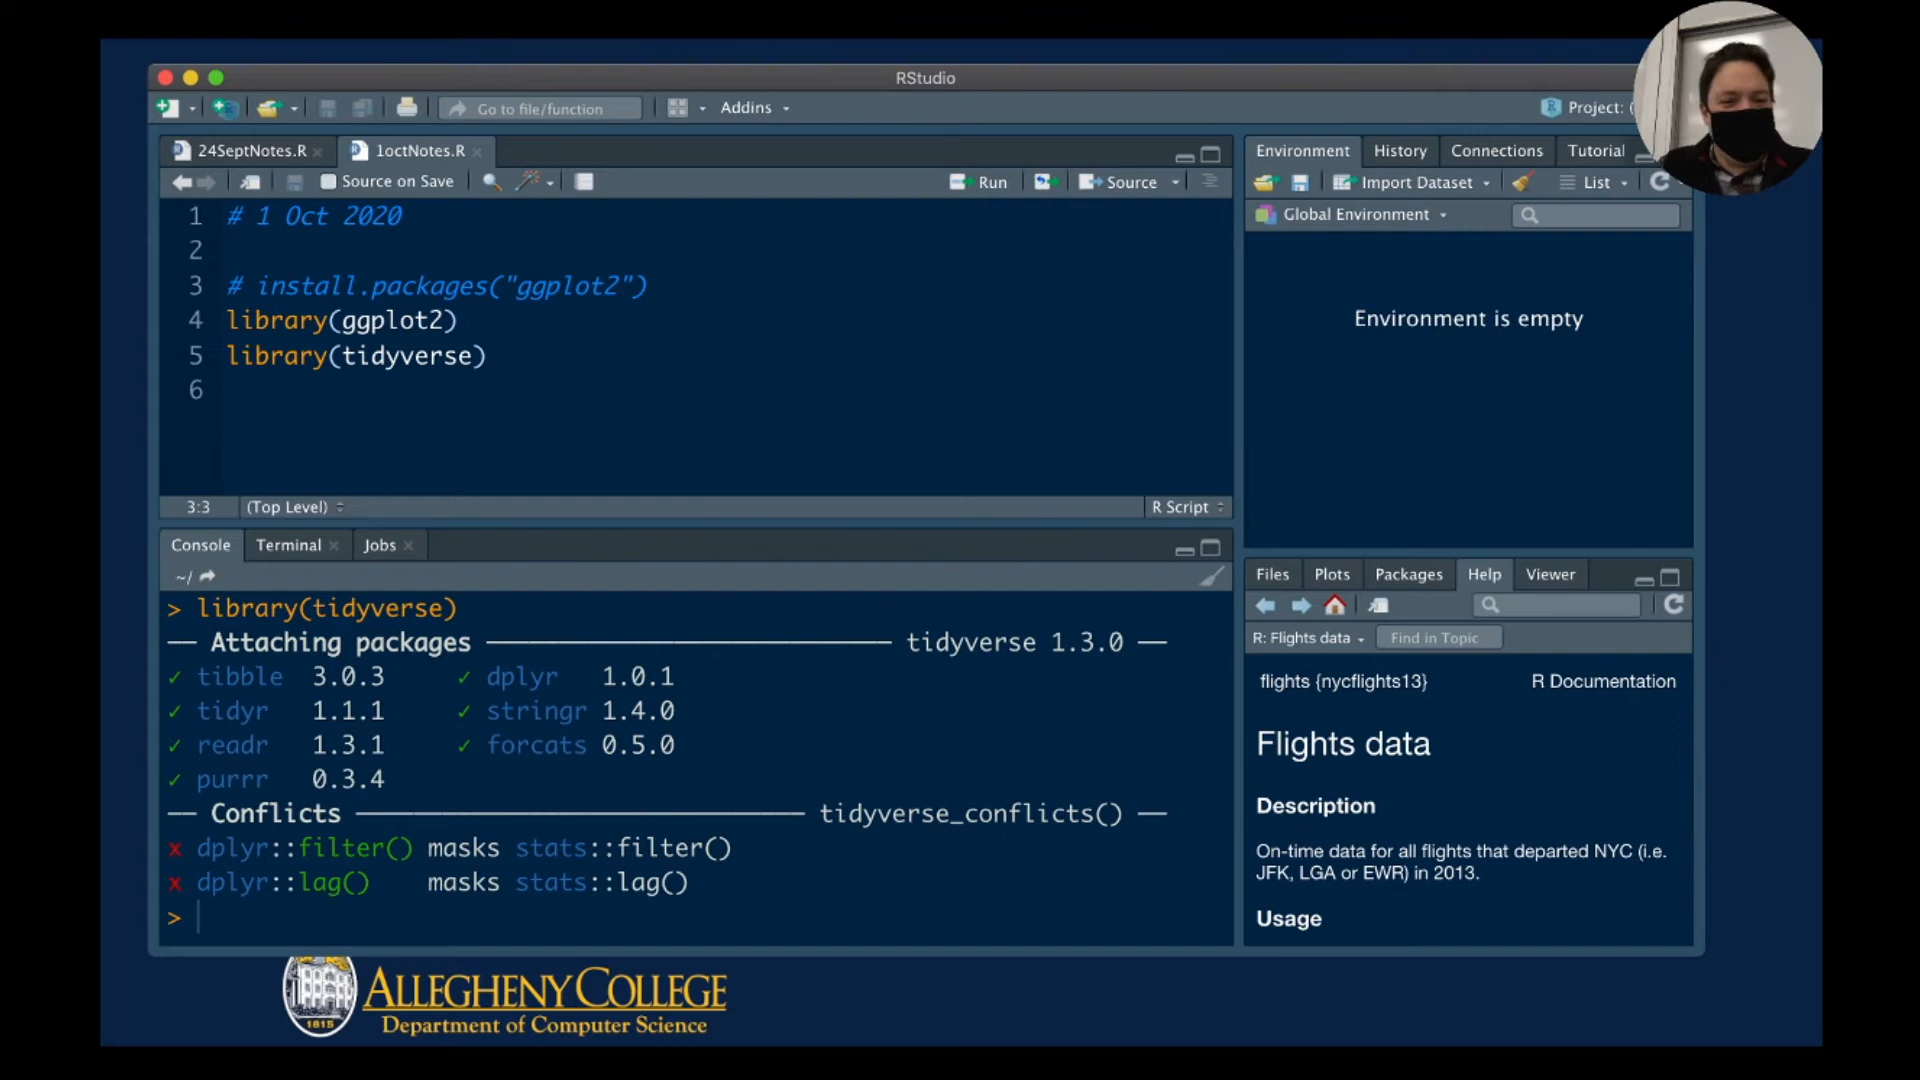 RStudio
Go to file/function
Addins
Project: (
24SeptNotes.R
1octNotes.R
Source on Save
Run
Source
1 # 1 Oct 2020
2
3 # install.packages("ggplot2")
4 library(ggplot2)
5 library(tidyverse)
6
3:3
(Top Level)
R Script
Console
Terminal
Jobs
~/
> library(tidyverse)
── Attaching packages ──────────── tidyverse 1.3.0 ──
✓ tibble 3.0.3 ✓ dplyr 1.0.1
✓ tidyr 1.1.1 ✓ stringr 1.4.0
✓ readr 1.3.1 ✓ forcats 0.5.0
✓ purrr 0.3.4
── Conflicts ──────────── tidyverse_conflicts() ──
x dplyr::filter() masks stats::filter()
x dplyr::lag() masks stats::lag()
>
Environment
History
Connections
Tutorial
Import Dataset
List
Global Environment
Environment is empty
Files
Plots
Packages
Help
Viewer
R: Flights data
Find in Topic
flights {nycflights13}
R Documentation
Flights data
Description
On-time data for all flights that departed NYC (i.e.
JFK, LGA or EWR) in 2013.
Usage
1815
ALLEGHENY COLLEGE
Department of Computer Science